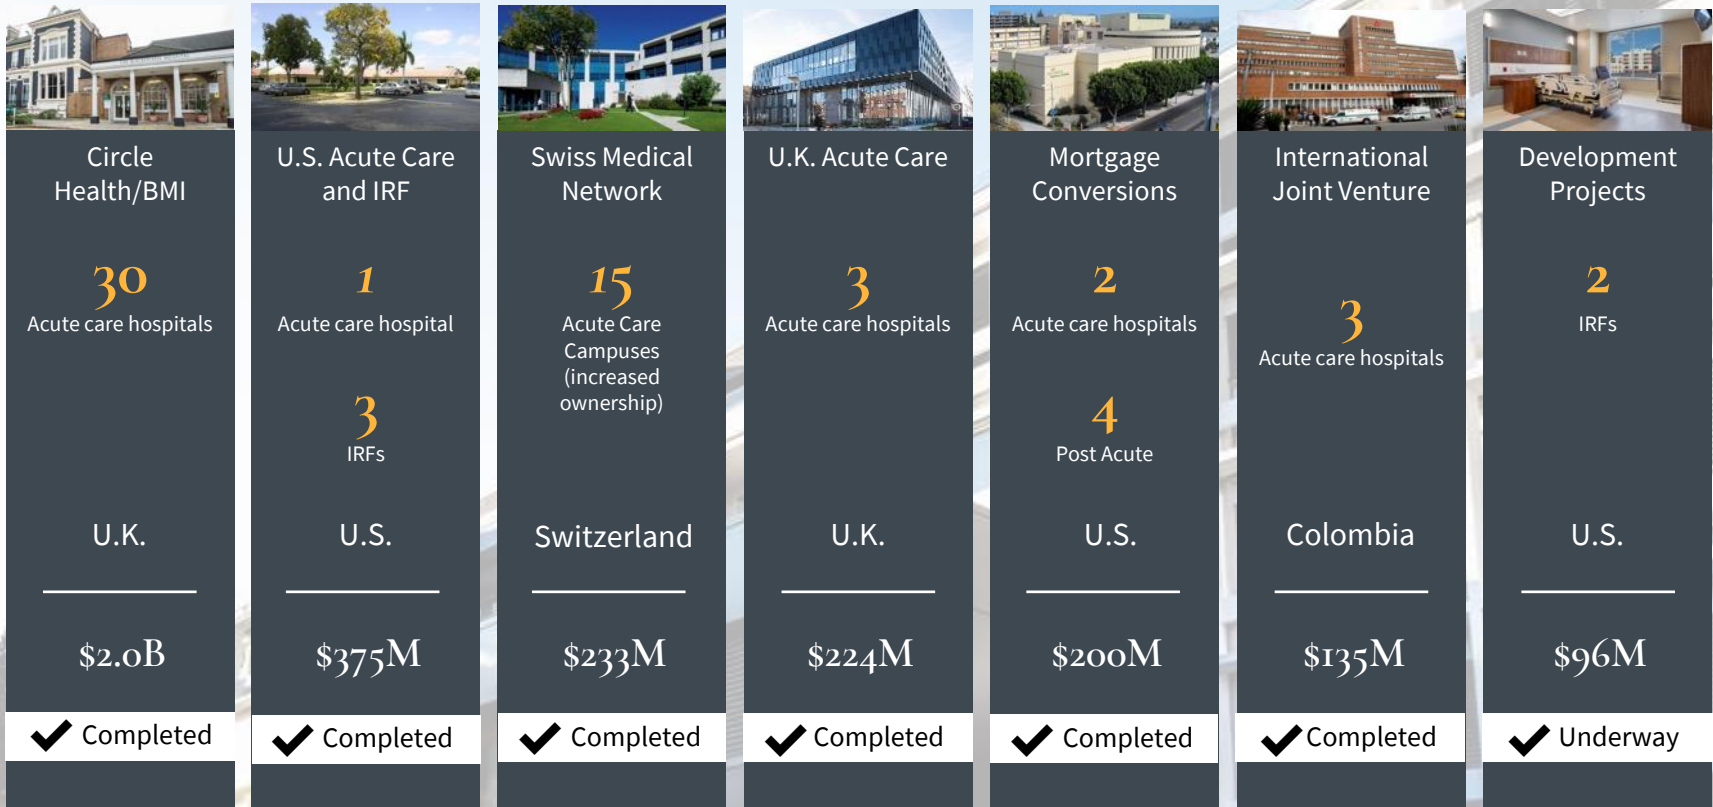 Circle
Health/BMI
30
Acute care hospitals
U.K.
$2.0B
Completed
U.S. Acute Care
and IRF
1
Acute care hospital
3
IRFs
U.S.
$375M
Completed
Swiss Medical
Network
15
Acute Care
Campuses
(increased
ownership)
Switzerland
$233M
Completed
U.K. Acute Care
3
Acute care hospitals
U.K.
$224M
Completed
Mortgage
Conversions
2
Acute care hospitals
4
Post Acute
U.S.
$200M
Completed
International
Joint Venture
3
Acute care hospitals
Colombia
$135M
Completed
Development
Projects
2
IRFs
U.S.
$96M
Underway